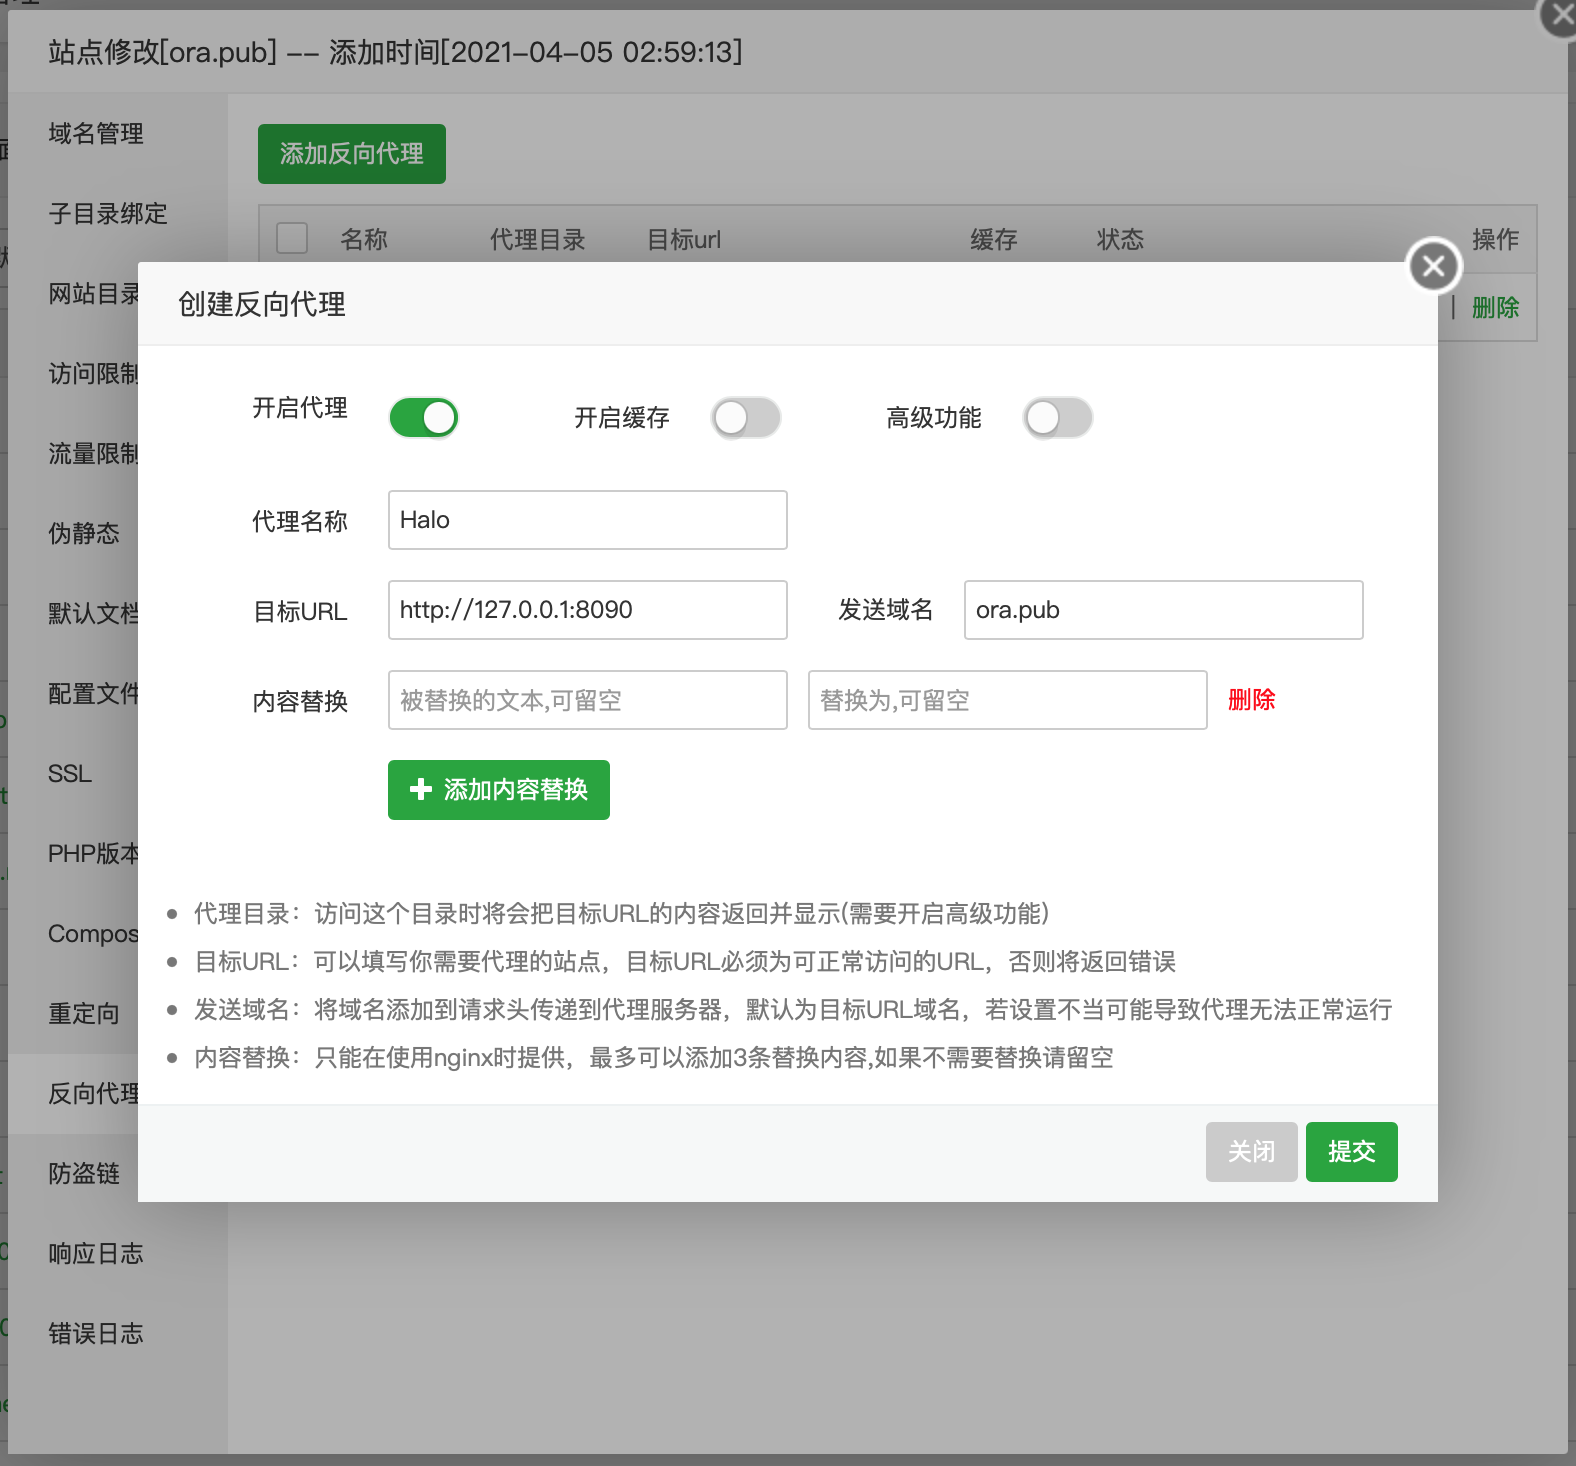 站点修改[ora.pub] -- 添加时间[2021-04-05 02:59:13]
域名管理
子目录绑定
网站目录
访问限制
流量限制
伪静态
默认文档
配置文件
SSL
PHP版本
Compos
重定向
反向代理
防盗链
响应日志
错误日志
添加反向代理
名称 代理目录 目标url 缓存 状态 操作
| 删除
创建反向代理
开启代理 开启缓存 高级功能
代理名称 Halo
目标URL http://127.0.0.1:8090 发送域名 ora.pub
内容替换 被替换的文本,可留空 替换为,可留空 删除
添加内容替换
代理目录：访问这个目录时将会把目标URL的内容返回并显示(需要开启高级功能)
目标URL：可以填写你需要代理的站点，目标URL必须为可正常访问的URL，否则将返回错误
发送域名：将域名添加到请求头传递到代理服务器，默认为目标URL域名，若设置不当可能导致代理无法正常运行
内容替换：只能在使用nginx时提供，最多可以添加3条替换内容,如果不需要替换请留空
关闭 提交